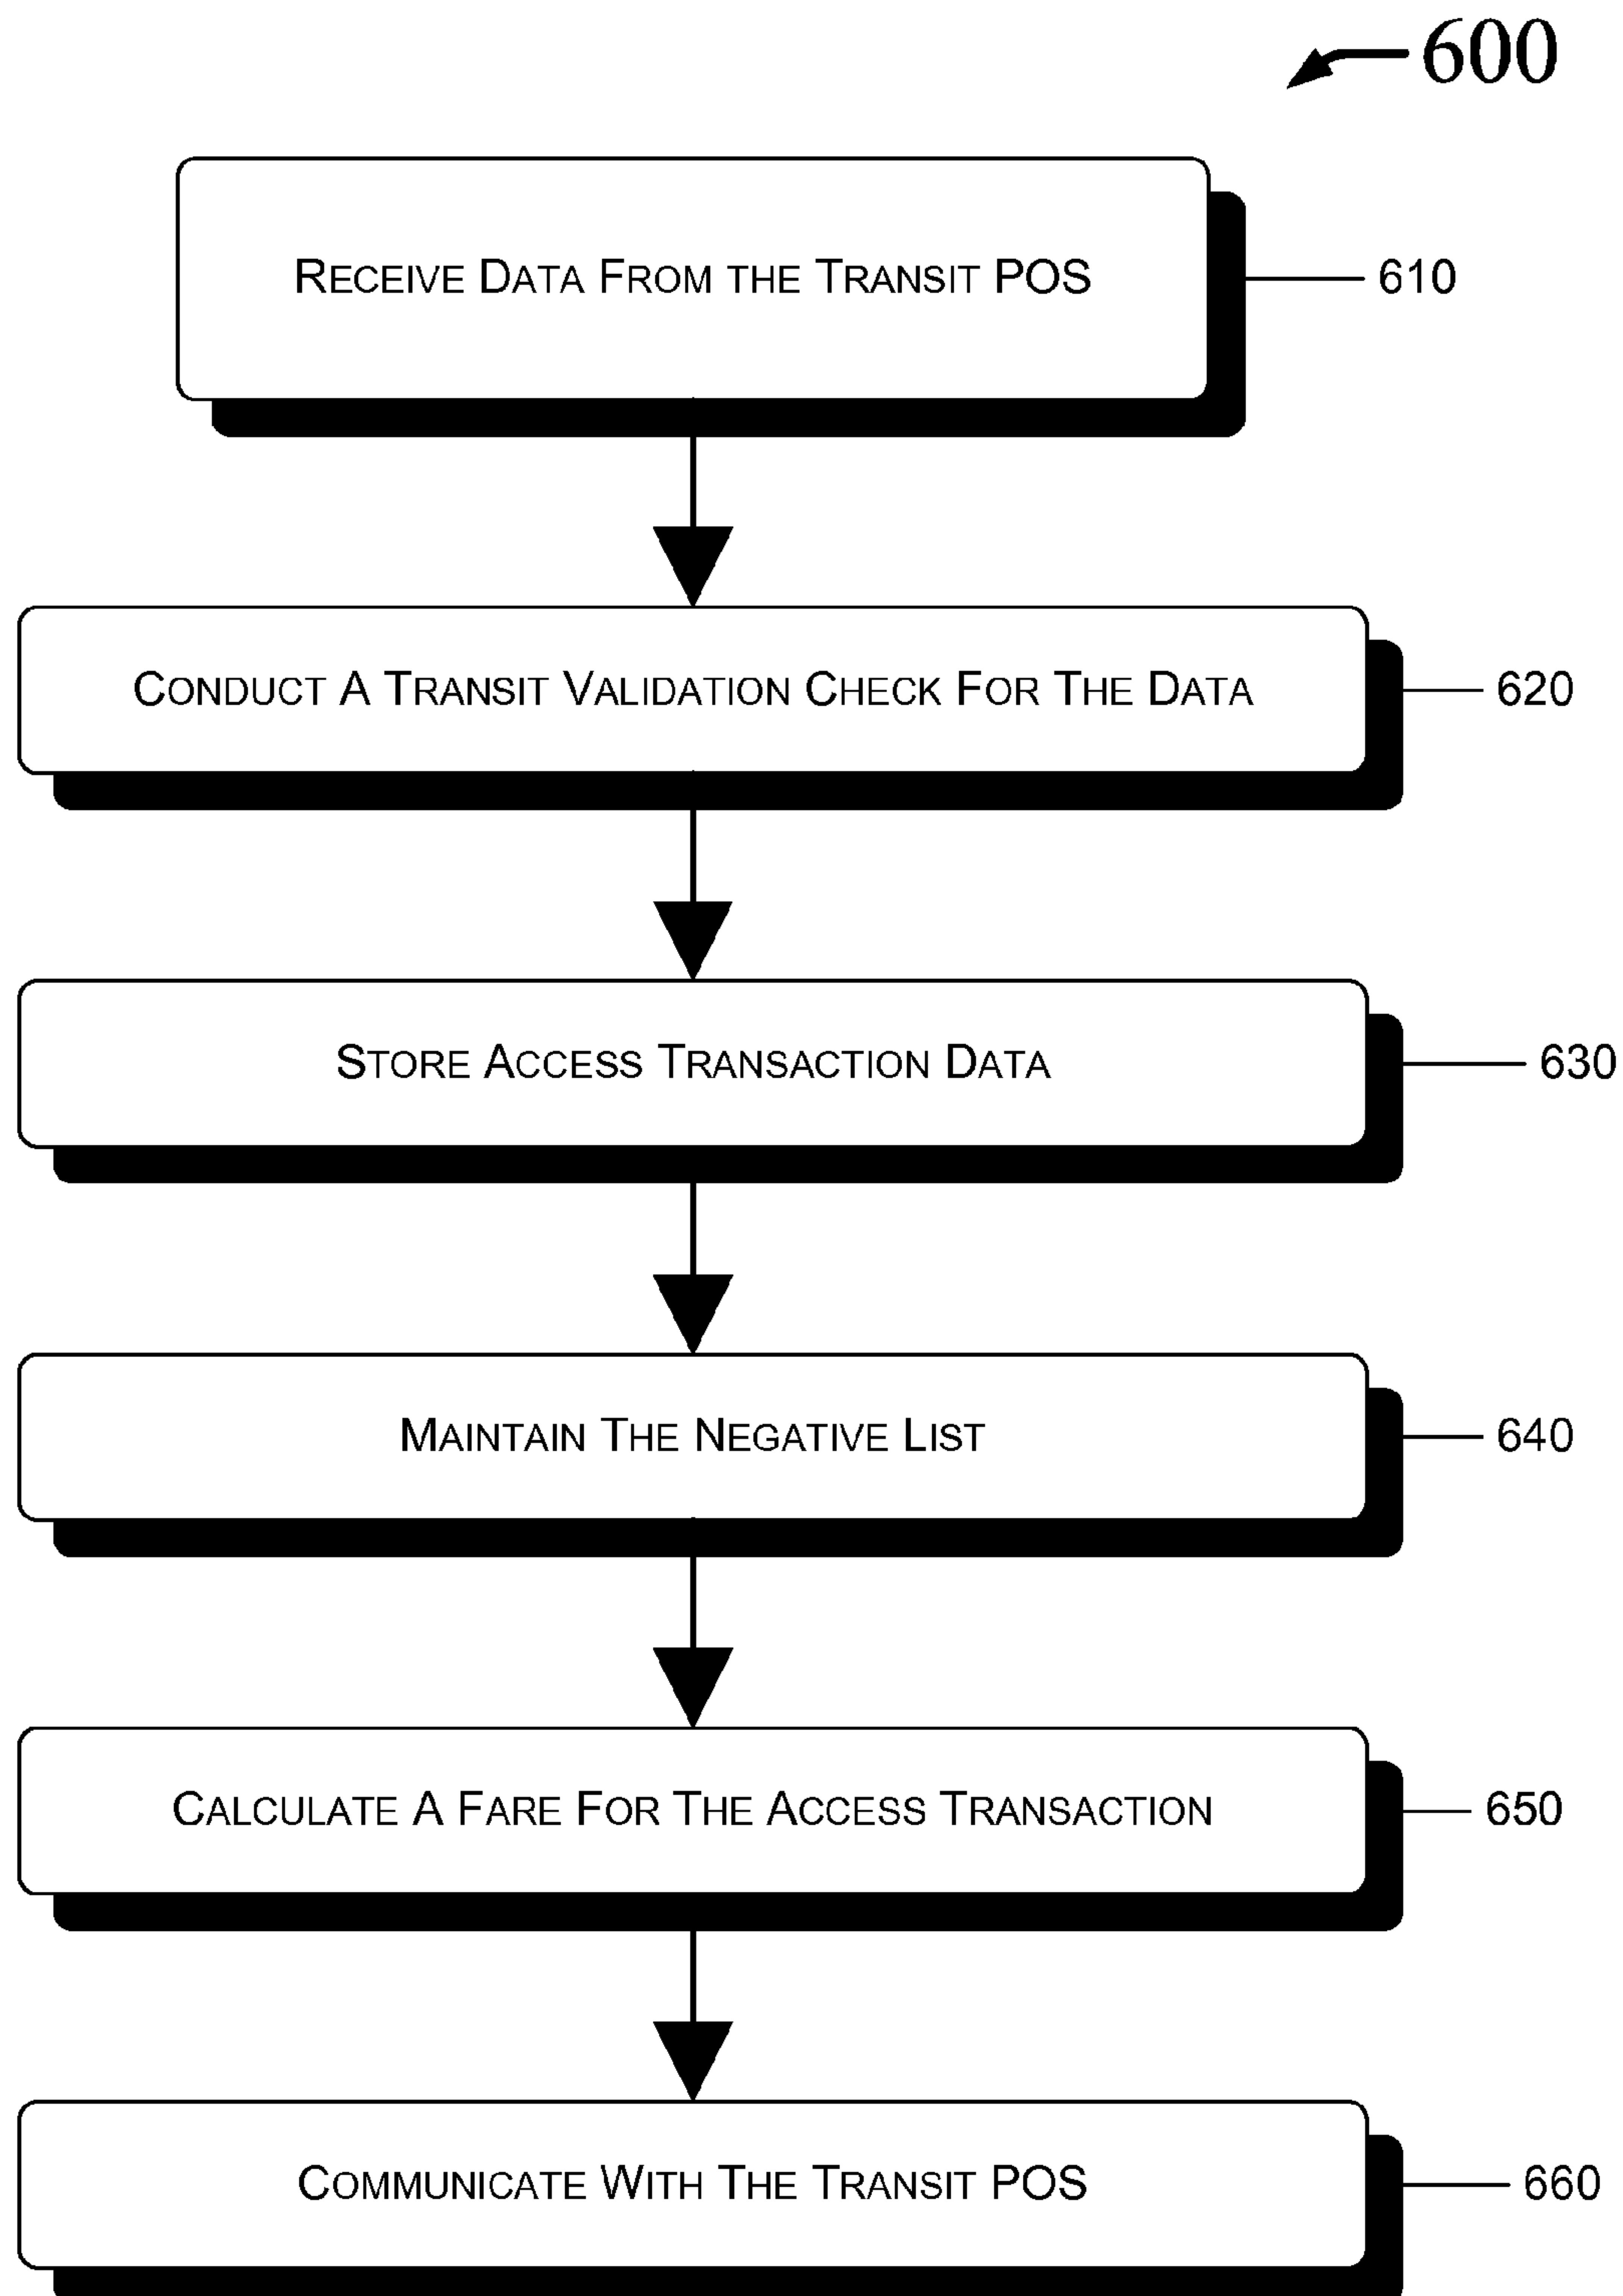 600
RECEIVE DATA FROM THE TRANSIT POS
610
CONDUCT A TRANSIT VALIDATION CHECK FOR THE DATA
620
STORE ACCESS TRANSACTION DATA
630
MAINTAIN THE NEGATIVE LIST
640
CALCULATE A FARE FOR THE ACCESS TRANSACTION
650
COMMUNICATE WITH THE TRANSIT POS
660